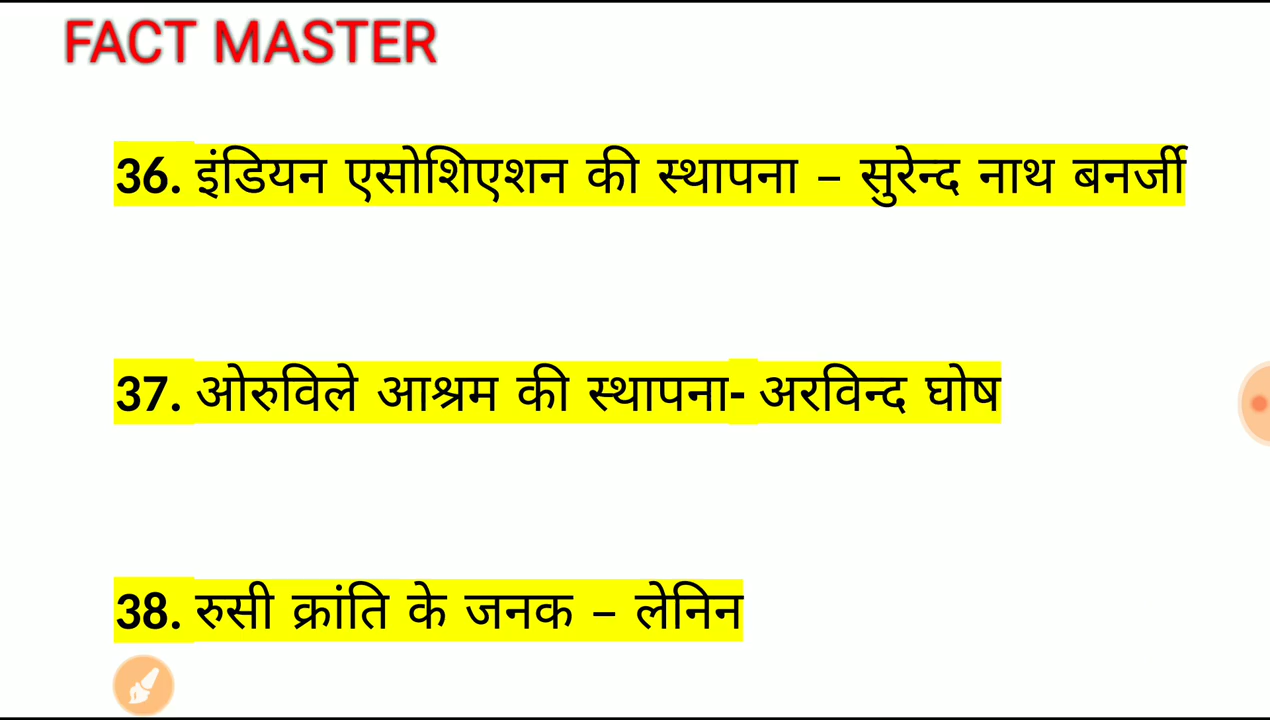 FACT MASTER
36. इंडियन एसोशिएशन की स्थापना – सुरेन्द नाथ बनर्जी
37. ओरुविले आश्रम की स्थापना- अरविन्द घोष
38. रुसी क्रांति के जनक – लेनिन